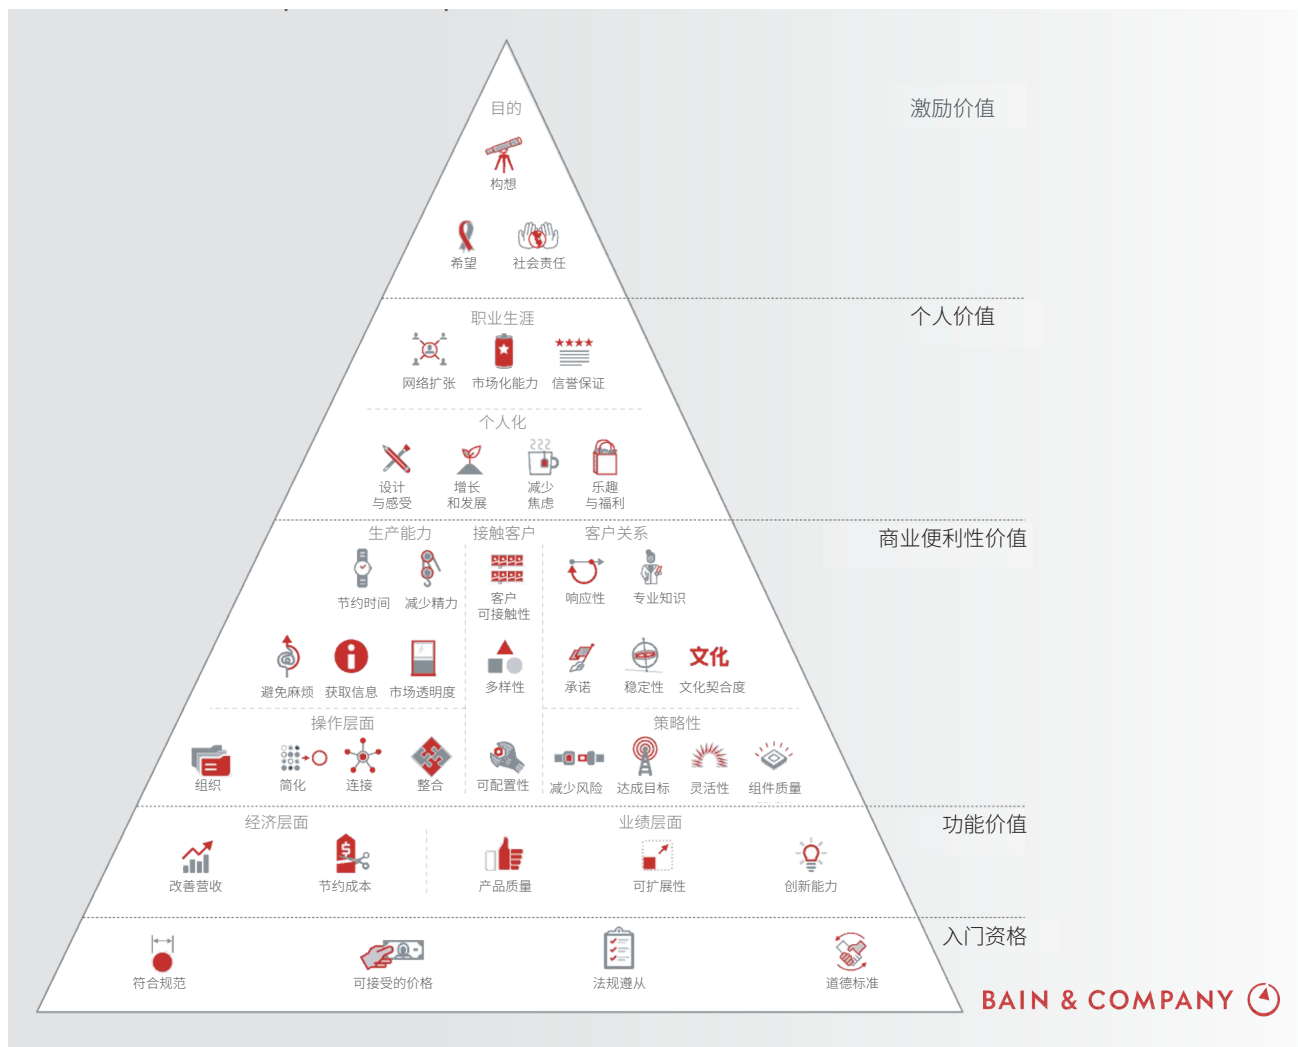 目的
激励价值
构想
希望
社会责任
个人价值
职业生涯
网络扩张
市场化能力
信誉保证
个人化
设计
与感受
增长
和发展
减少
焦虑
乐趣
与福利
商业便利性价值
生产能力
接触客户
客户关系
节约时间
减少精力
客户
可接触性
响应性
专业知识
文化
避免麻烦
获取信息
市场透明度
多样性
承诺
稳定性
文化契合度
操作层面
策略性
组织
简化
连接
整合
可配置性
减少风险
达成目标
灵活性
组件质量
功能价值
经济层面
业绩层面
$
改善营收
节约成本
产品质量
可扩展性
创新能力
入门资格
符合规范
可接受的价格
法规遵从
道德标准
BAIN & COMPANY